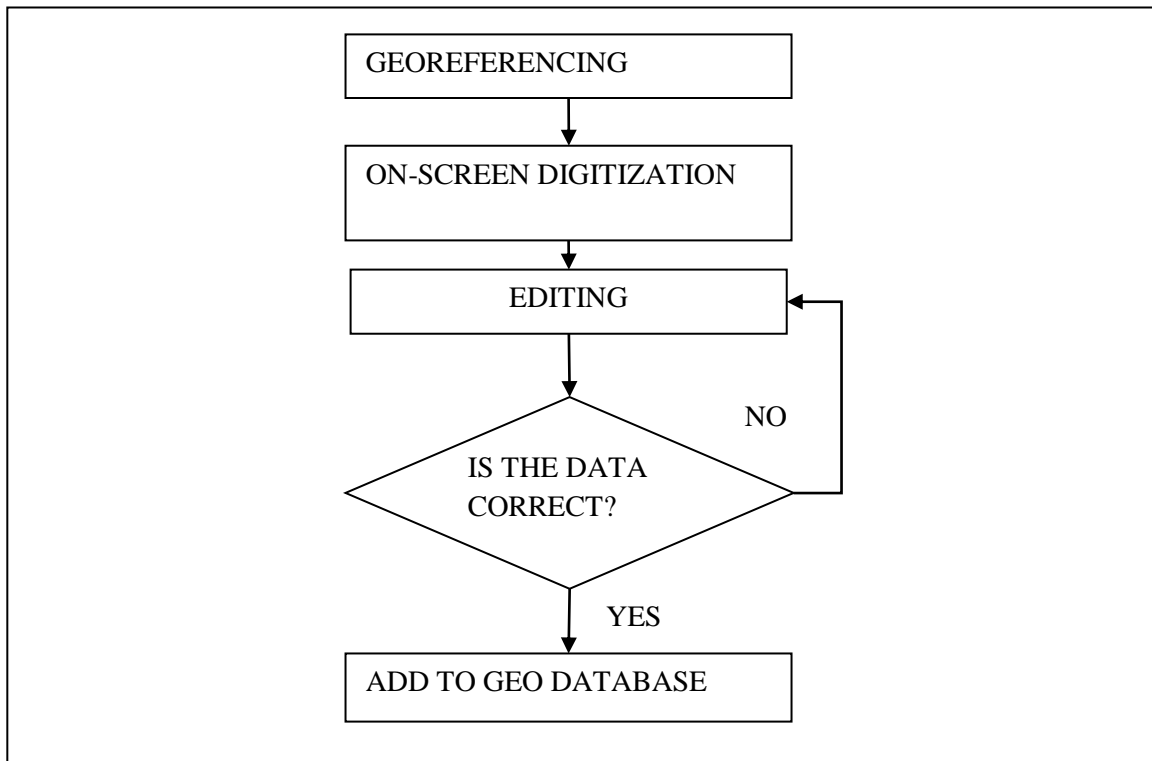 GEOREFERENCING
ON-SCREEN DIGITIZATION
EDITING
NO
IS THE DATA
CORRECT?
YES
ADD TO GEO DATABASE